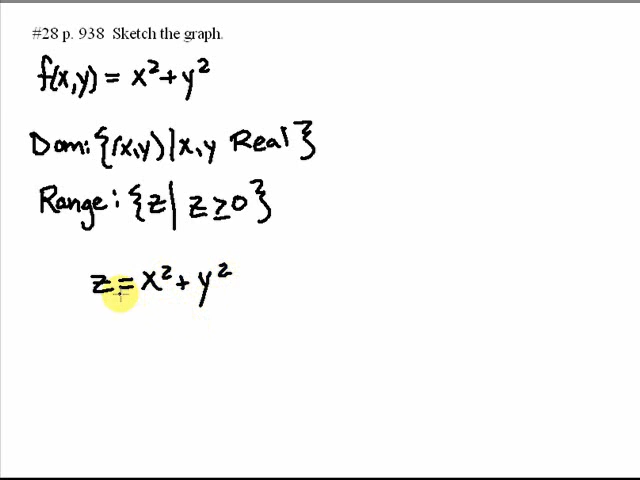 #28 p. 938 Sketch the graph.
f(x,y) = x² + y²
Dom: {(x,y) | x,y Real}
Range: {z | z ≥ 0}
z = x² + y²